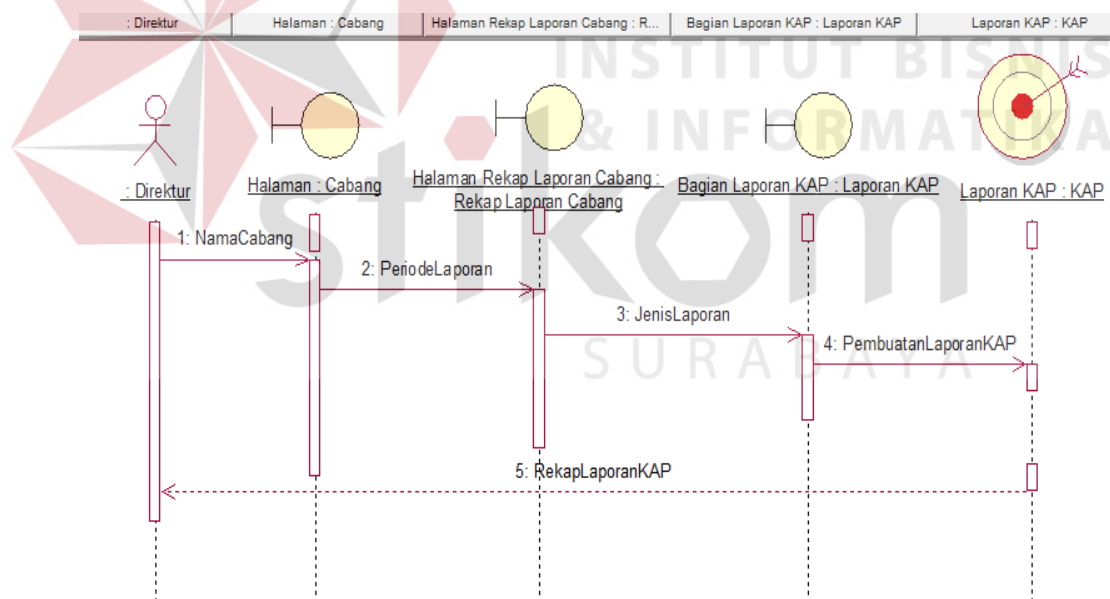 : Direktur
Halaman : Cabang
Halaman Rekap Laporan Cabang : R...
Bagian Laporan KAP : Laporan KAP
Laporan KAP : KAP
INSTITUT BISNIS
& INFORMATIKA
stikom
SURABAYA
: Direktur
Halaman : Cabang
Halaman Rekap Laporan Cabang :
Rekap Laporan Cabang
Bagian Laporan KAP : Laporan KAP
Laporan KAP : KAP
1: NamaCabang
2: PeriodeLaporan
3: JenisLaporan
4: PembuatanLaporanKAP
5: RekapLaporanKAP